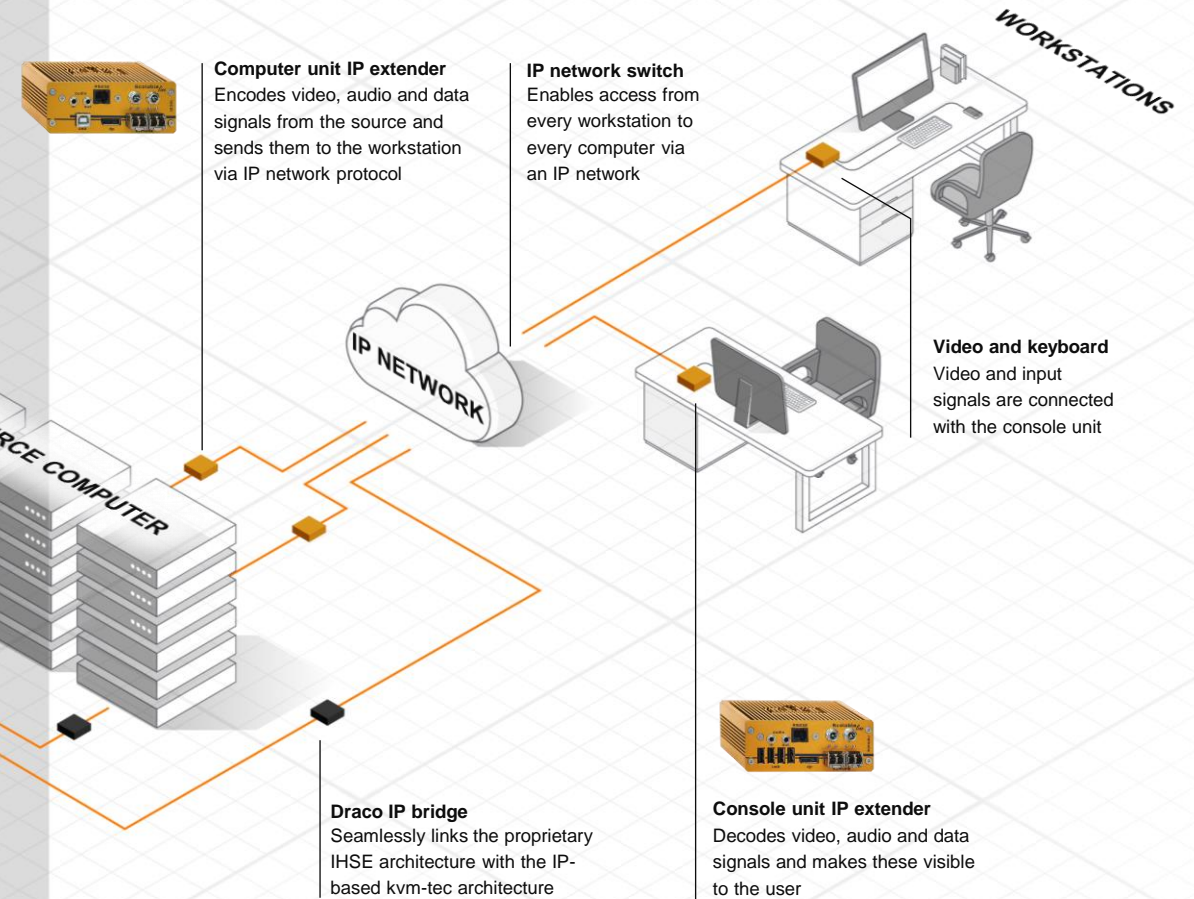 WORKSTATIONS
Computer unit IP extender
Encodes video, audio and data
signals from the source and
sends them to the workstation
via IP network protocol
IP network switch
Enables access from
every workstation to
every computer via
an IP network
IP NETWORK
Video and keyboard
Video and input
signals are connected
with the console unit
COMPUTER
Draco IP bridge
Seamlessly links the proprietary
IHSE architecture with the IP-
based kvm-tec architecture
Console unit IP extender
Decodes video, audio and data
signals and makes these visible
to the user